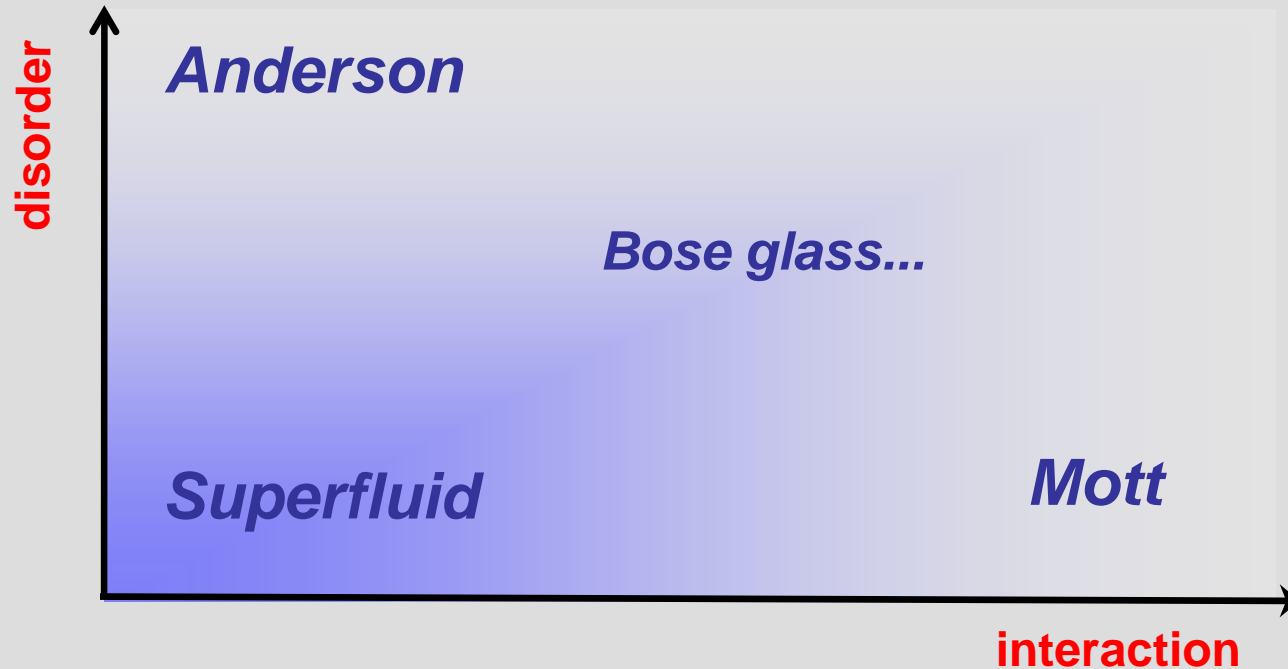 disorder
Anderson
Bose glass...
Superfluid
Mott
interaction